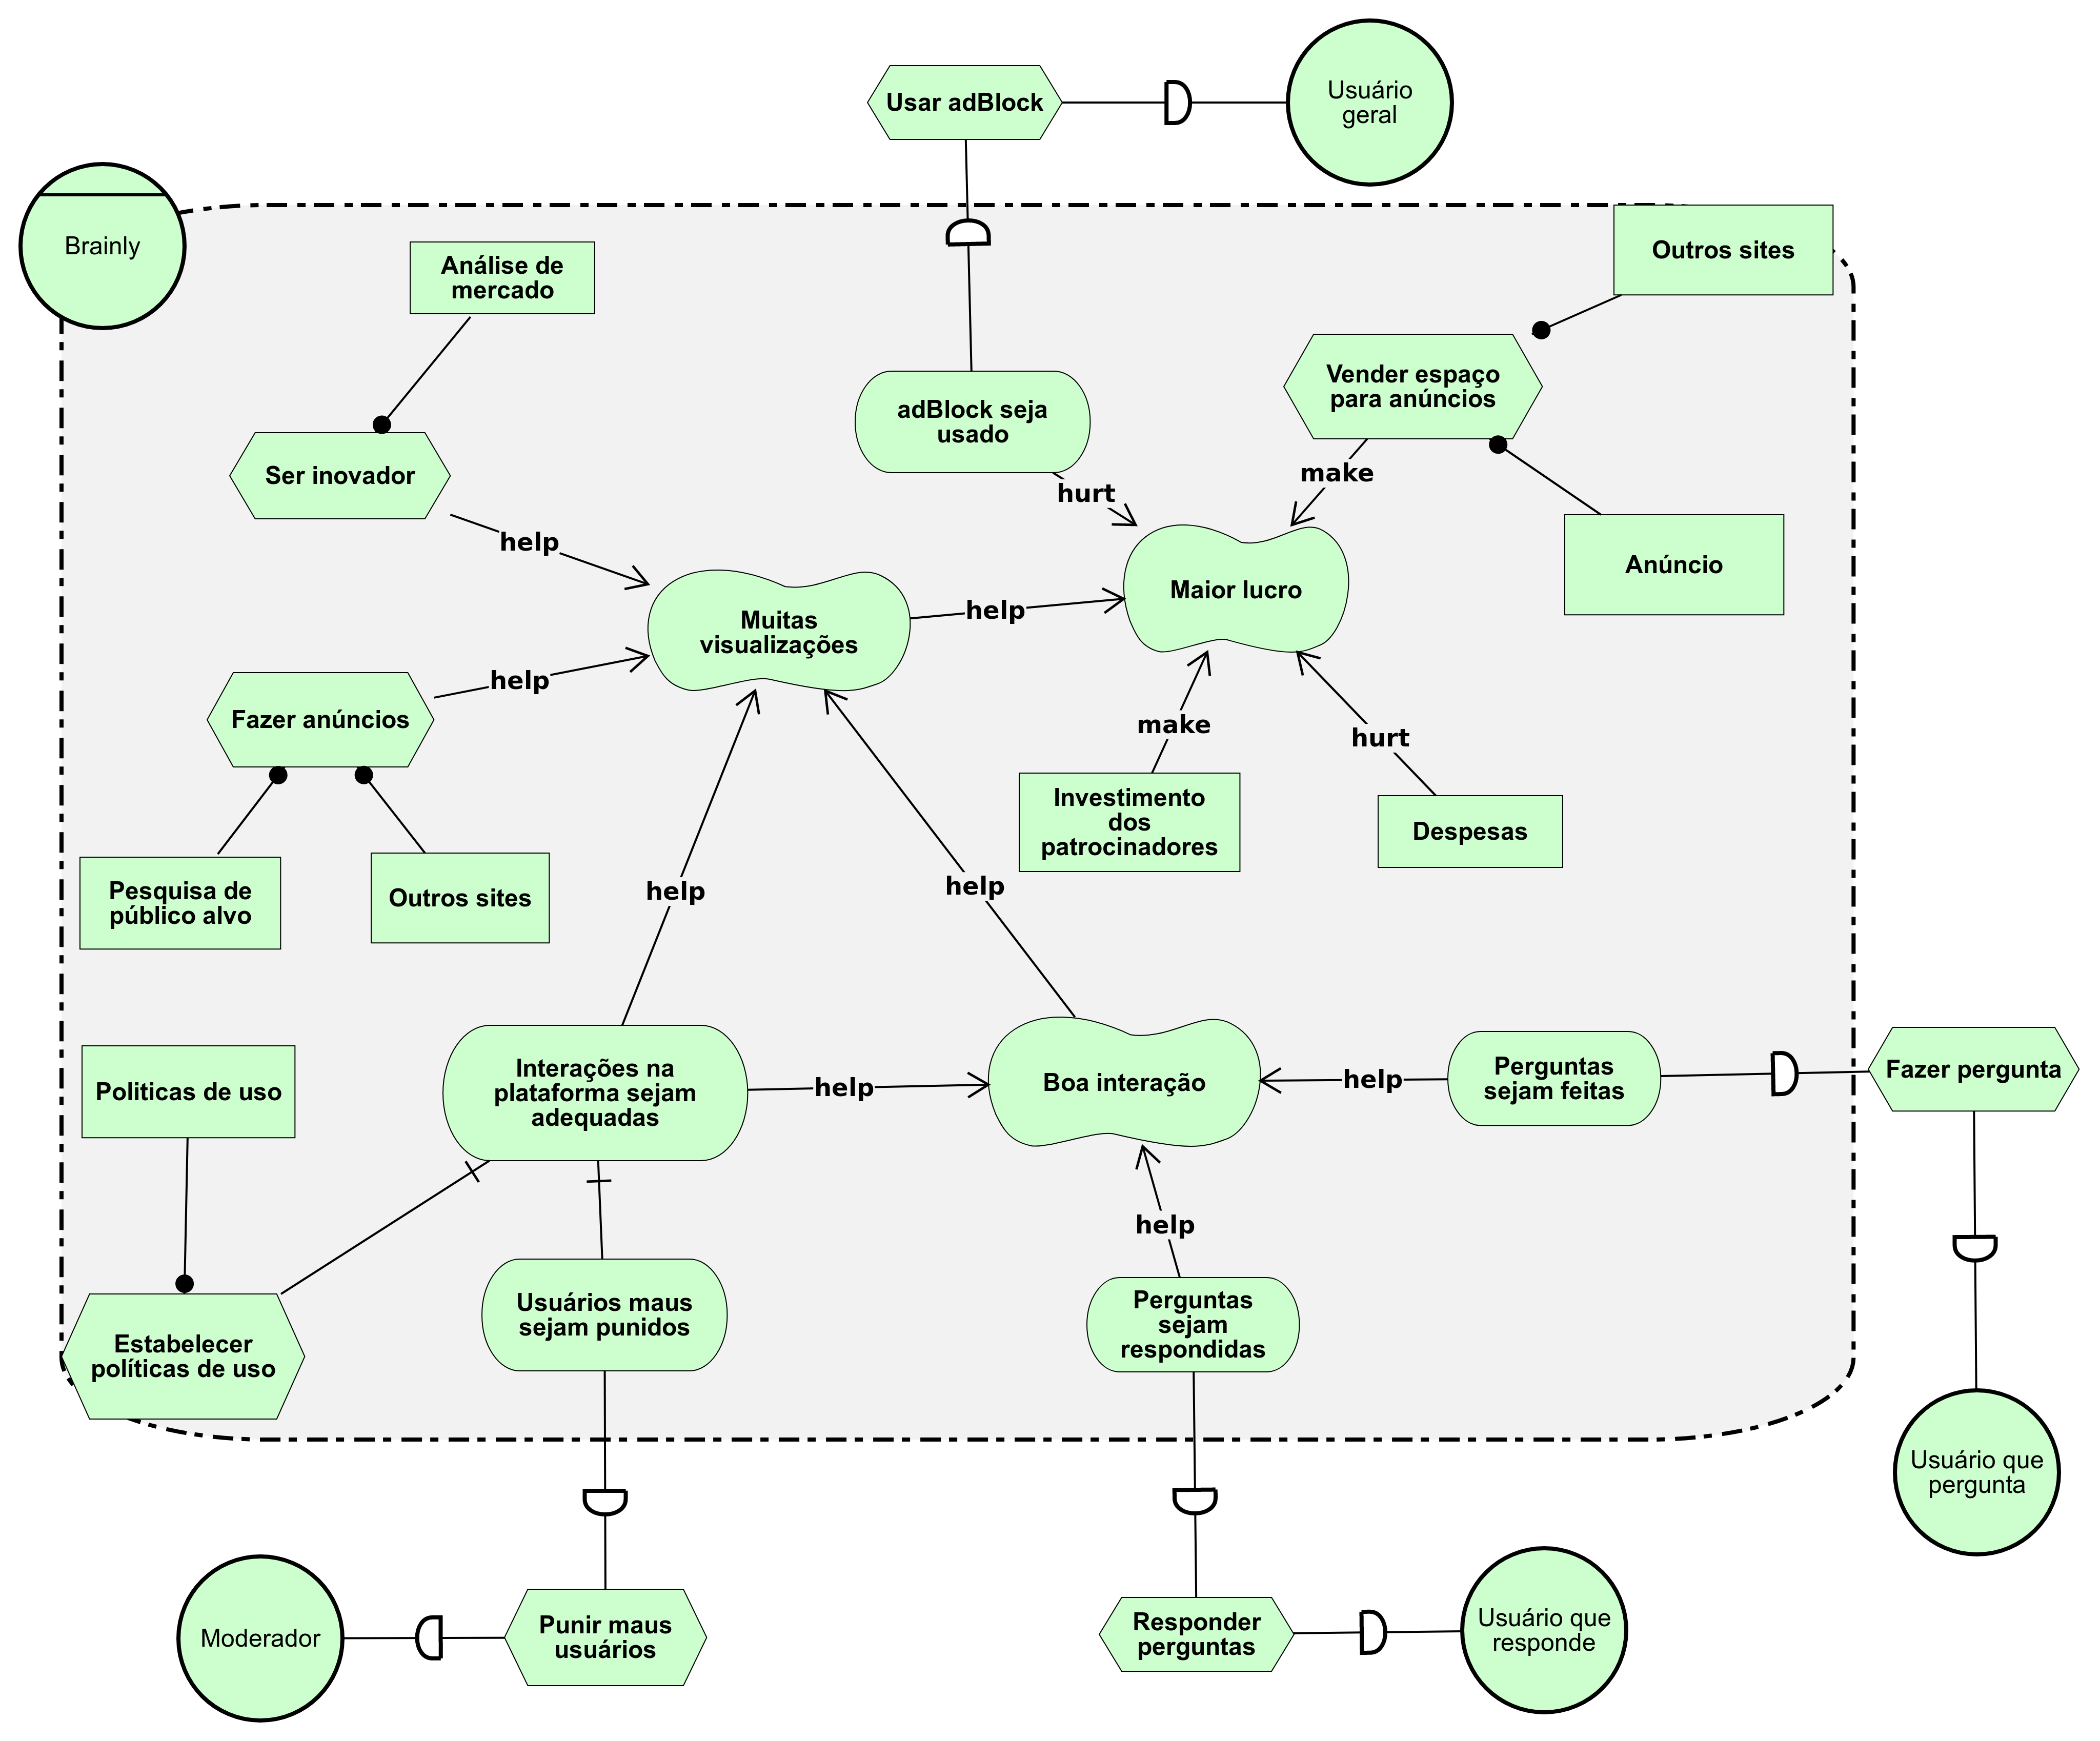 Usar adBlock
Usuário
geral
Brainly
Análise de
mercado
Outros sites
adBlock seja
usado
Vender espaço
para anúncios
Ser inovador
make
hurt
help
Anúncio
Maior lucro
Muitas
visualizações
help
help
Fazer anúncios
make
hurt
Investimento
dos
patrocinadores
Despesas
Pesquisa de
público alvo
Outros sites
help
help
Politicas de uso
Interações na
plataforma sejam
adequadas
help
Boa interação
help
Perguntas
sejam feitas
Fazer pergunta
help
Estabelecer
políticas de uso
Usuários maus
sejam punidos
Perguntas
sejam
respondidas
Usuário que
pergunta
Moderador
Punir maus
usuários
Responder
perguntas
Usuário que
responde